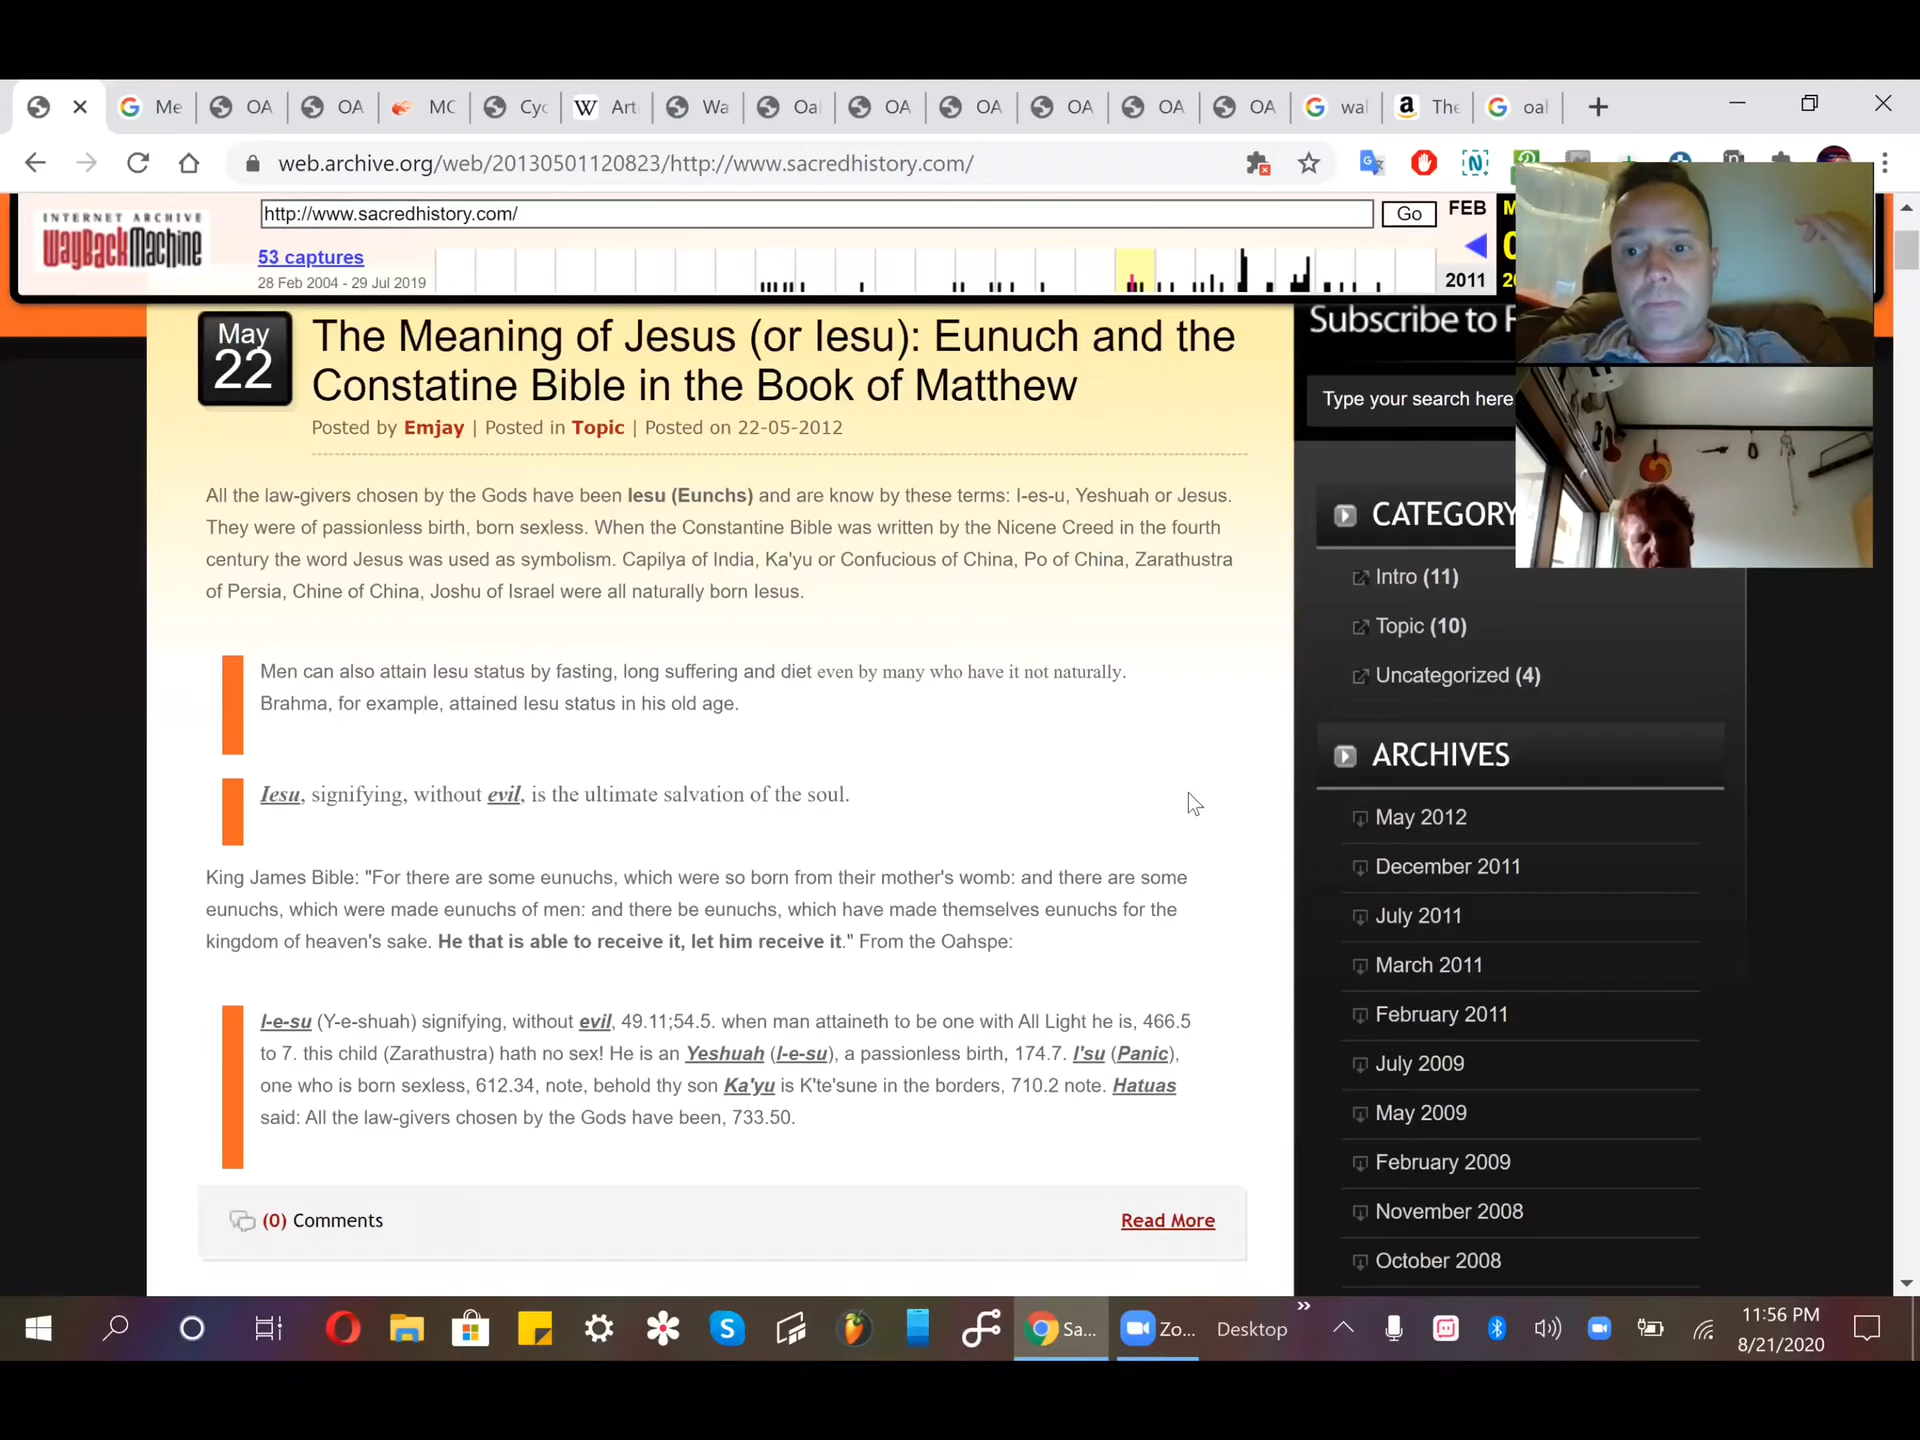 Me
OA
OA
MC
Cyc
W
Arti
Wa
Oal
OA
OA
OA
OA
OA
wal
The
oal
web.archive.org/web/20130501120823/http://www.sacredhistory.com/
INTERNET ARCHIVE
WayBackMachine
http://www.sacredhistory.com/
Go
FEB
53 captures
28 Feb 2004 - 29 Jul 2019
2011
May
22
The Meaning of Jesus (or Iesu): Eunuch and the
Constatine Bible in the Book of Matthew
Posted by Emjay | Posted in Topic | Posted on 22-05-2012
All the law-givers chosen by the Gods have been Iesu (Eunchs) and are know by these terms: I-es-u, Yeshuah or Jesus.
They were of passionless birth, born sexless. When the Constantine Bible was written by the Nicene Creed in the fourth
century the word Jesus was used as symbolism. Capilya of India, Ka'yu or Confucious of China, Po of China, Zarathustra
of Persia, Chine of China, Joshu of Israel were all naturally born Iesus.
Men can also attain Iesu status by fasting, long suffering and diet even by many who have it not naturally.
Brahma, for example, attained Iesu status in his old age.
Iesu, signifying, without evil, is the ultimate salvation of the soul.
King James Bible: "For there are some eunuchs, which were so born from their mother's womb: and there are some
eunuchs, which were made eunuchs of men: and there be eunuchs, which have made themselves eunuchs for the
kingdom of heaven's sake. He that is able to receive it, let him receive it." From the Oahspe:
I-e-su (Y-e-shuah) signifying, without evil, 49.11;54.5. when man attaineth to be one with All Light he is, 466.5
to 7. this child (Zarathustra) hath no sex! He is an Yeshuah (I-e-su), a passionless birth, 174.7. I'su (Panic),
one who is born sexless, 612.34, note, behold thy son Ka'yu is K'te'sune in the borders, 710.2 note. Hatuas
said: All the law-givers chosen by the Gods have been, 733.50.
(0) Comments
Read More
Subscribe to
Type your search here
CATEGORY
Intro (11)
Topic (10)
Uncategorized (4)
ARCHIVES
May 2012
December 2011
July 2011
March 2011
February 2011
July 2009
May 2009
February 2009
November 2008
October 2008
Sa...
Zo...
Desktop
11:56 PM
8/21/2020